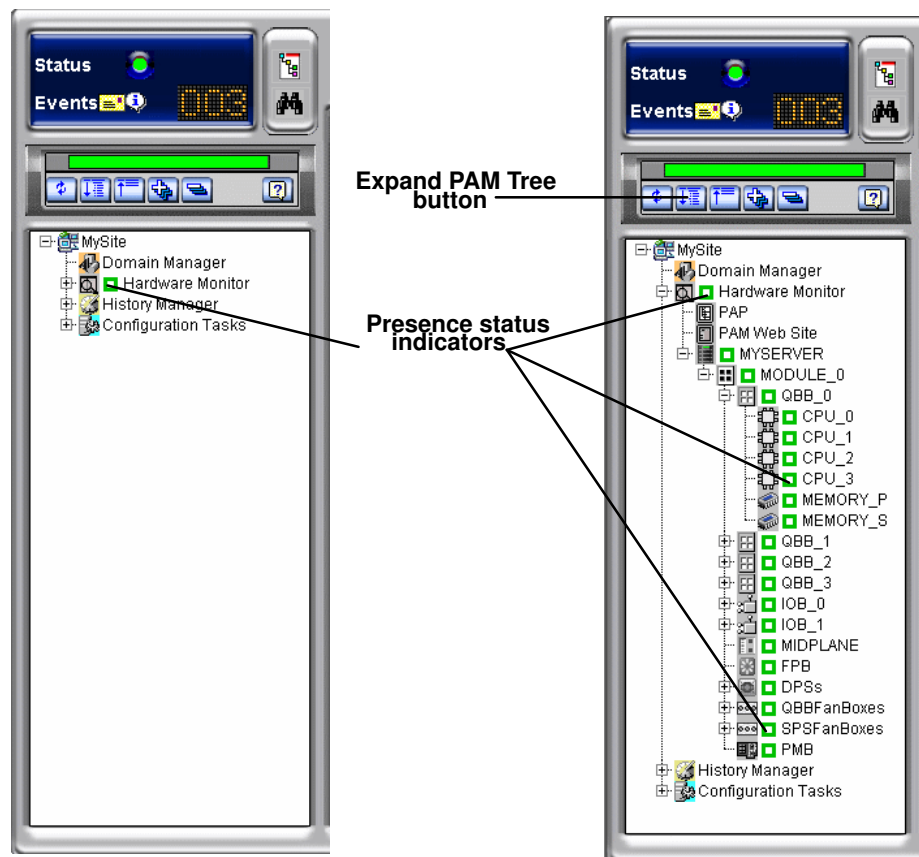 Status
Events
003
MySite
Domain Manager
Hardware Monitor
History Manager
Configuration Tasks
Expand PAM Tree
button
Presence status
indicators
Status
Events
003
MySite
Domain Manager
Hardware Monitor
PAP
PAM Web Site
MYSERVER
MODULE_0
QBB_0
CPU_0
CPU_1
CPU_2
CPU_3
MEMORY_P
MEMORY_S
QBB_1
QBB_2
QBB_3
IOB_0
IOB_1
MIDPLANE
FPB
DPSs
QBBFanBoxes
SPSFanBoxes
PMB
History Manager
Configuration Tasks